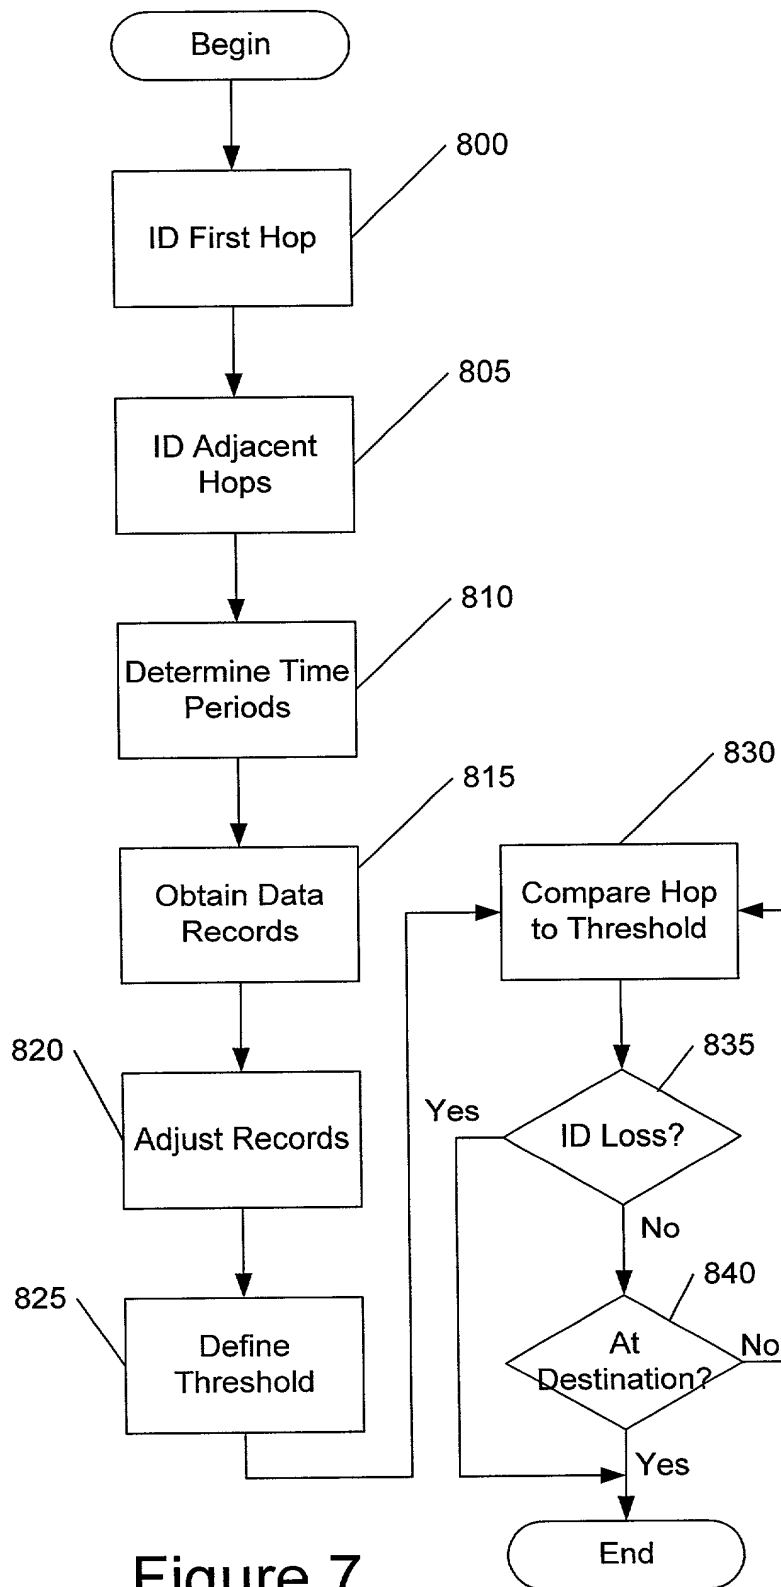 Begin
800
ID First Hop
805
ID Adjacent
Hops
810
Determine Time
Periods
815
Obtain Data
Records
820
Adjust Records
825
Define
Threshold
830
Compare Hop
to Threshold
835
Yes
ID Loss?
No
840
At
Destination?
No
Yes
End
Figure 7